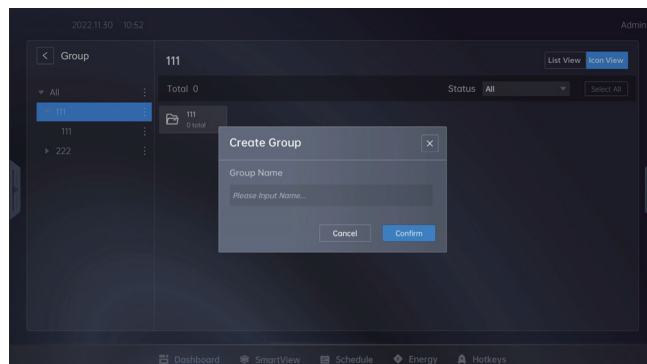 2022.11.30 10:52
Admin
Group
111
List View
Icon View
All
Total 0
Status
All
Select All
111
111
0 total
111
222
Create Group
Group Name
Please Input Name...
Cancel
Confirm
Dashboard
SmartView
Schedule
Energy
Hotkeys